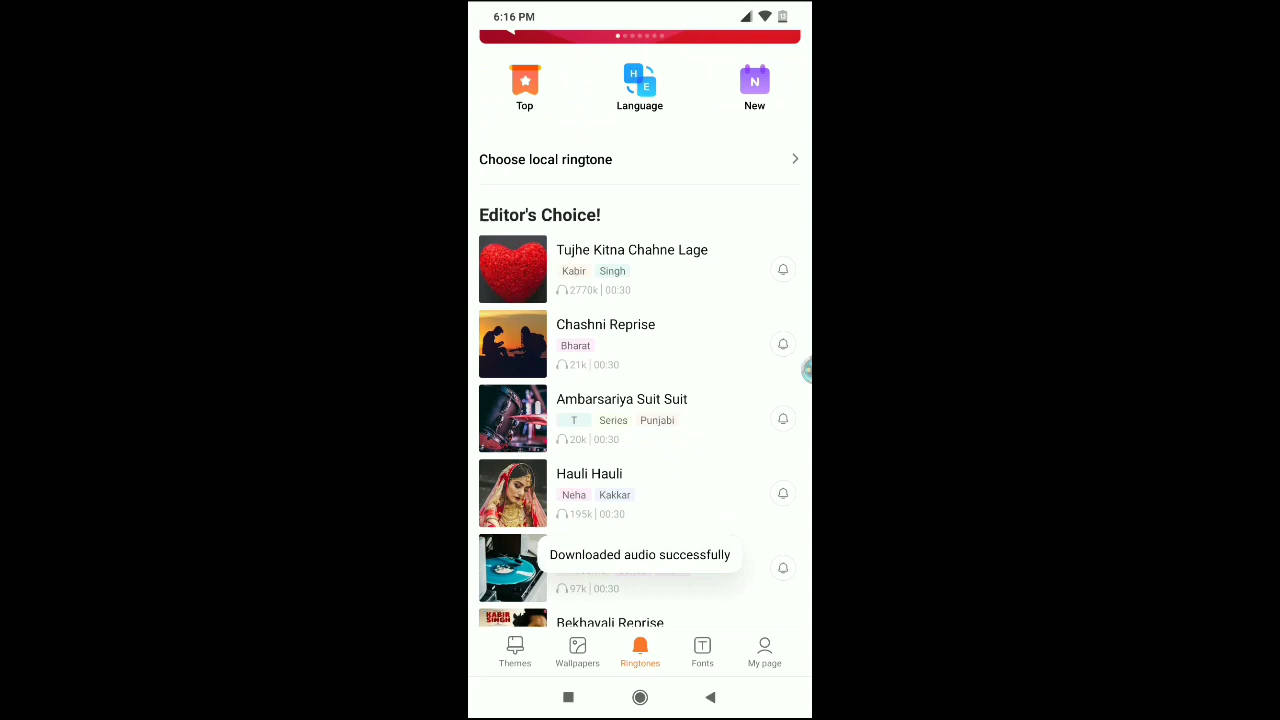 6:16 PM
H
E
N
Top
Language
New
Choose local ringtone
Editor's Choice!
Tujhe Kitna Chahne Lage
Kabir Singh
2770k | 00:30
Chashni Reprise
Bharat
21k | 00:30
Ambarsariya Suit Suit
T Series Punjabi
20k | 00:30
Hauli Hauli
Neha Kakkar
195k | 00:30
Downloaded audio successfully
97k | 00:30
KABIR
SINGH
Bekhayali Reprise
T
Themes
Wallpapers
Ringtones
Fonts
My page